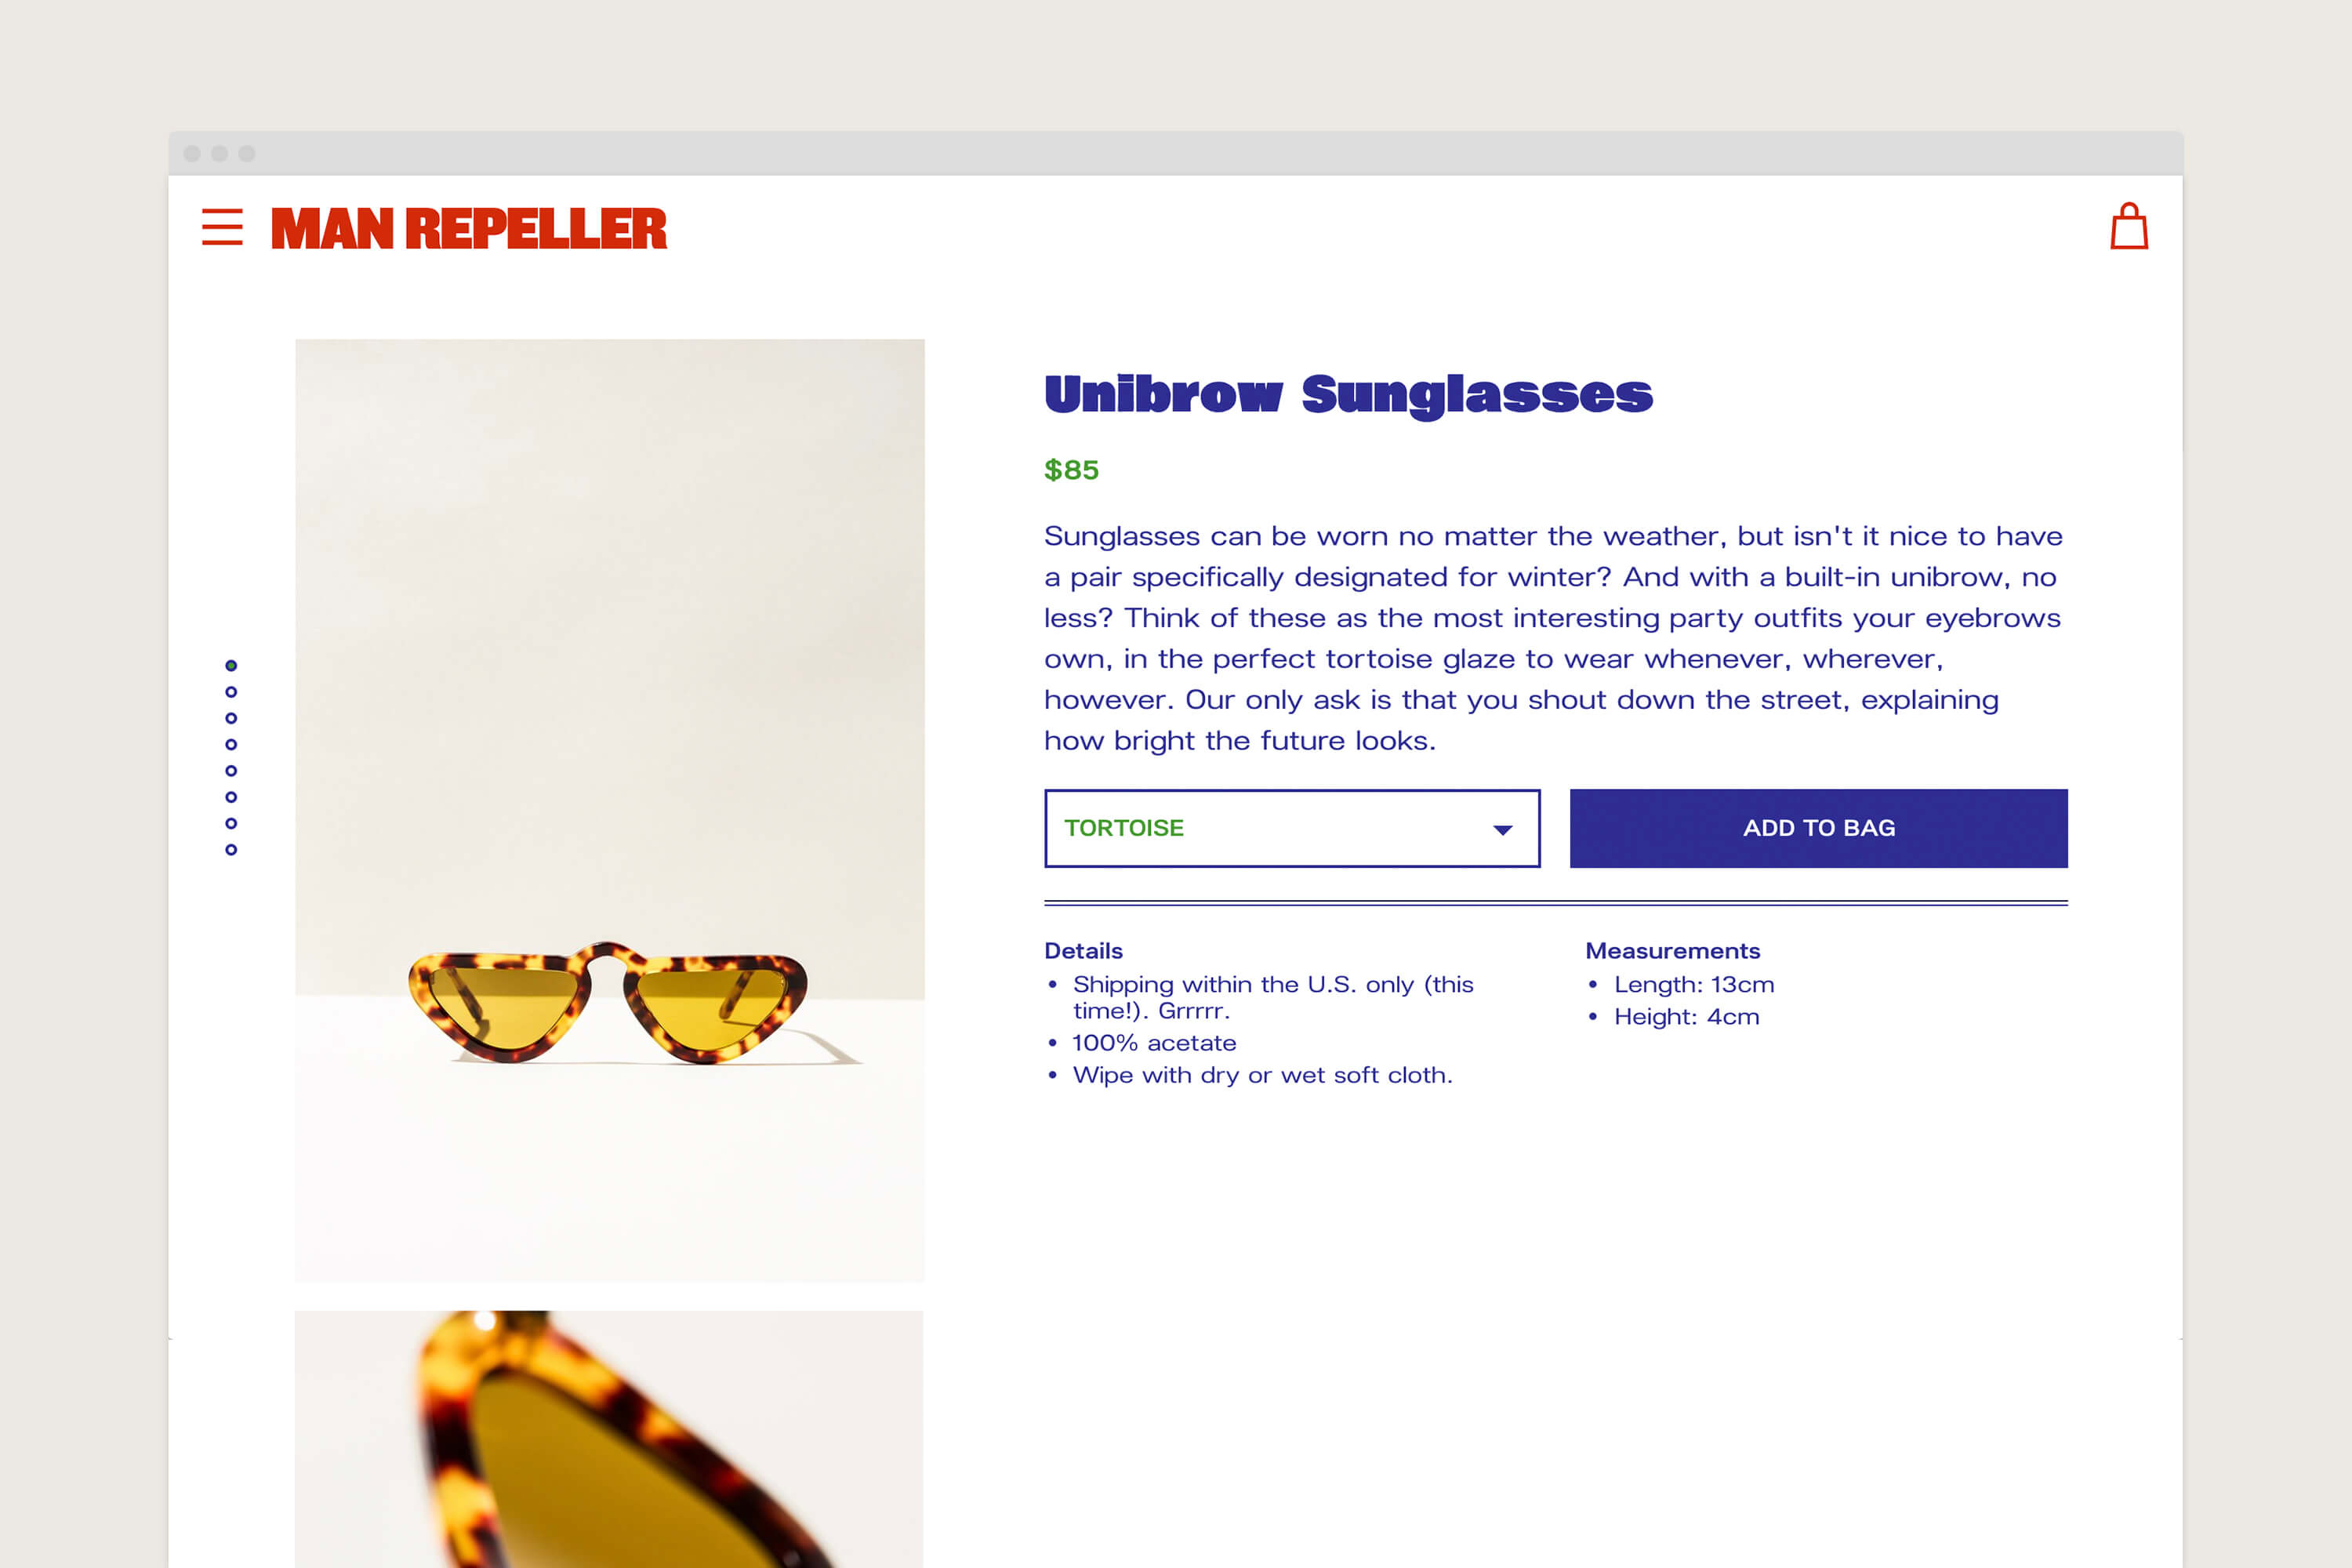 MAN REPELLER
Unibrow Sunglasses
$85
Sunglasses can be worn no matter the weather, but isn't it nice to have
a pair specifically designated for winter? And with a built-in unibrow, no
less? Think of these as the most interesting party outfits your eyebrows
own, in the perfect tortoise glaze to wear whenever, wherever,
however. Our only ask is that you shout down the street, explaining
how bright the future looks.
TORTOISE
ADD TO BAG
Details
• Shipping within the U.S. only (this
time!). Grrrrr.
• 100% acetate
• Wipe with dry or wet soft cloth.
Measurements
• Length: 13cm
• Height: 4cm